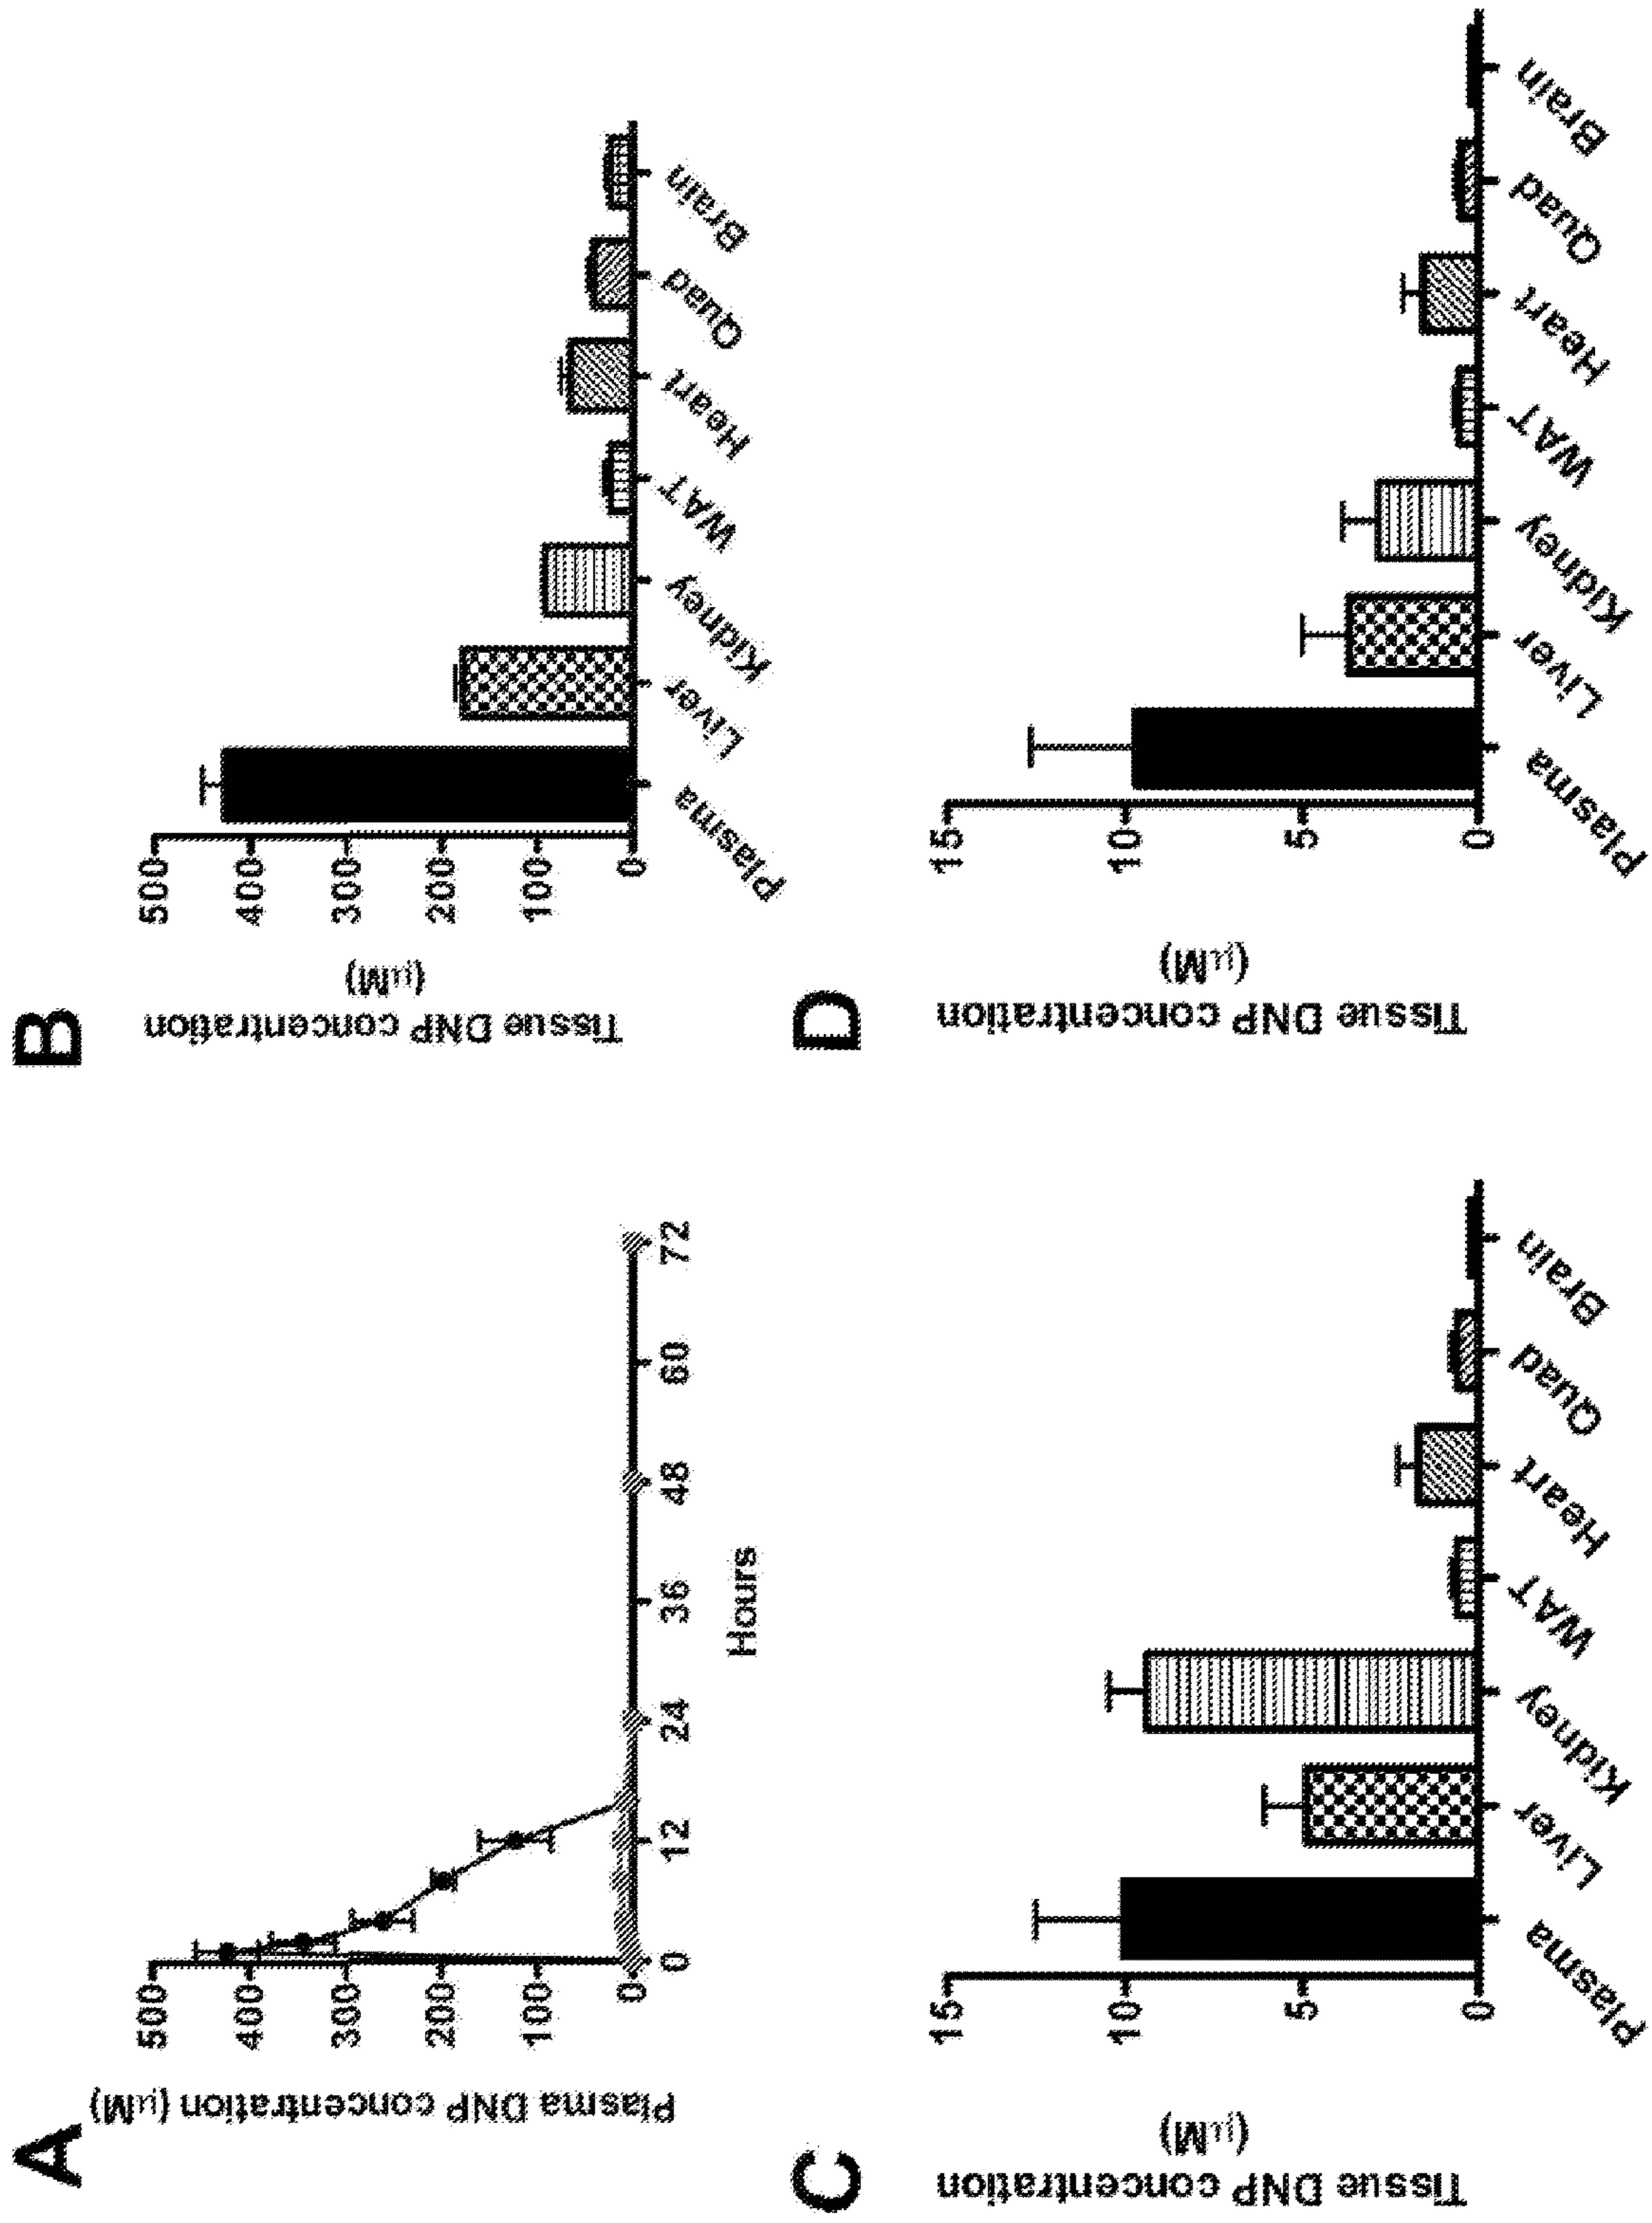 A
Plasma DNP concentration (μM)
500
400
300
200
100
0
0 12 24 36 48 60 72
Hours
B
Tissue DNP concentration
(μM)
500
400
300
200
100
0
Plasma Liver Kidney WAT Heart Quad Brain
C
Tissue DNP concentration
(μM)
15
10
5
0
Plasma Liver Kidney WAT Heart Quad Brain
D
Tissue DNP concentration
(μM)
15
10
5
0
Plasma Liver Kidney WAT Heart Quad Brain